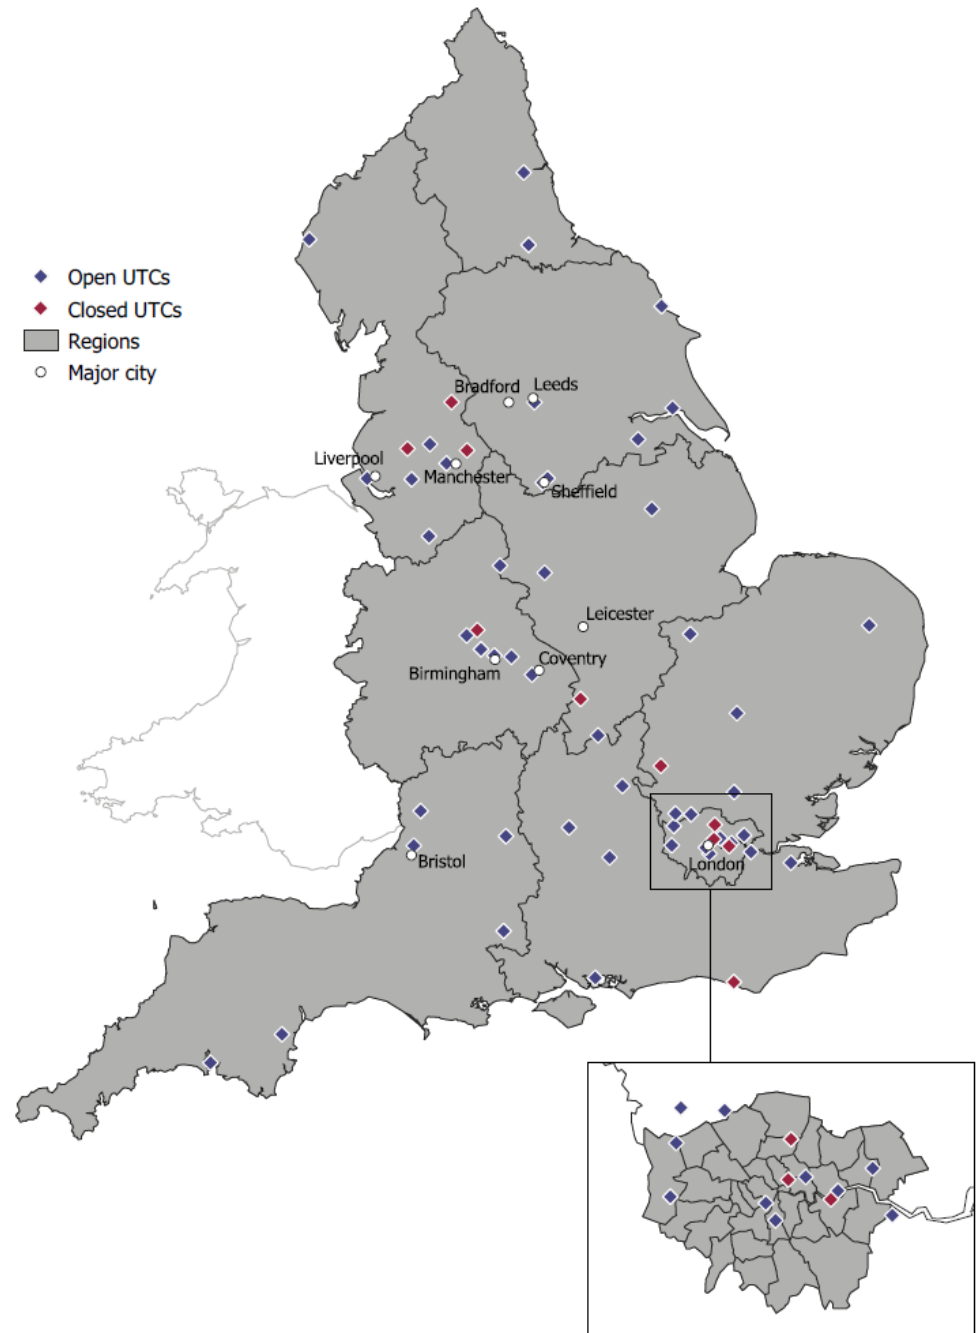 Open UTCs
Closed UTCs
Regions
Major city
Bradford
Leeds
Liverpool
Manchester
Sheffield
Leicester
Birmingham
Coventry
Bristol
London